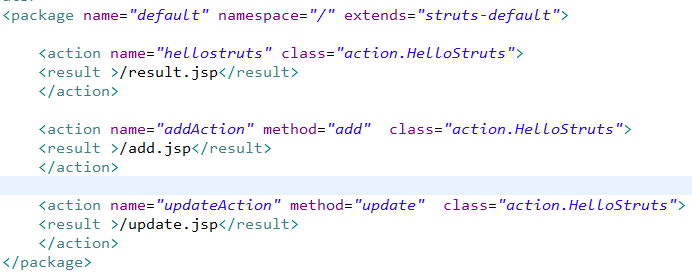 <package name="default" namespace="/" extends="struts-default">
<action name="hellostruts" class="action.HelloStruts">
<result >/result.jsp</result>
</action>
<action name="addAction" method="add"  class="action.HelloStruts">
<result >/add.jsp</result>
</action>
<action name="updateAction" method="update"  class="action.HelloStruts">
<result >/update.jsp</result>
</action>
</package>